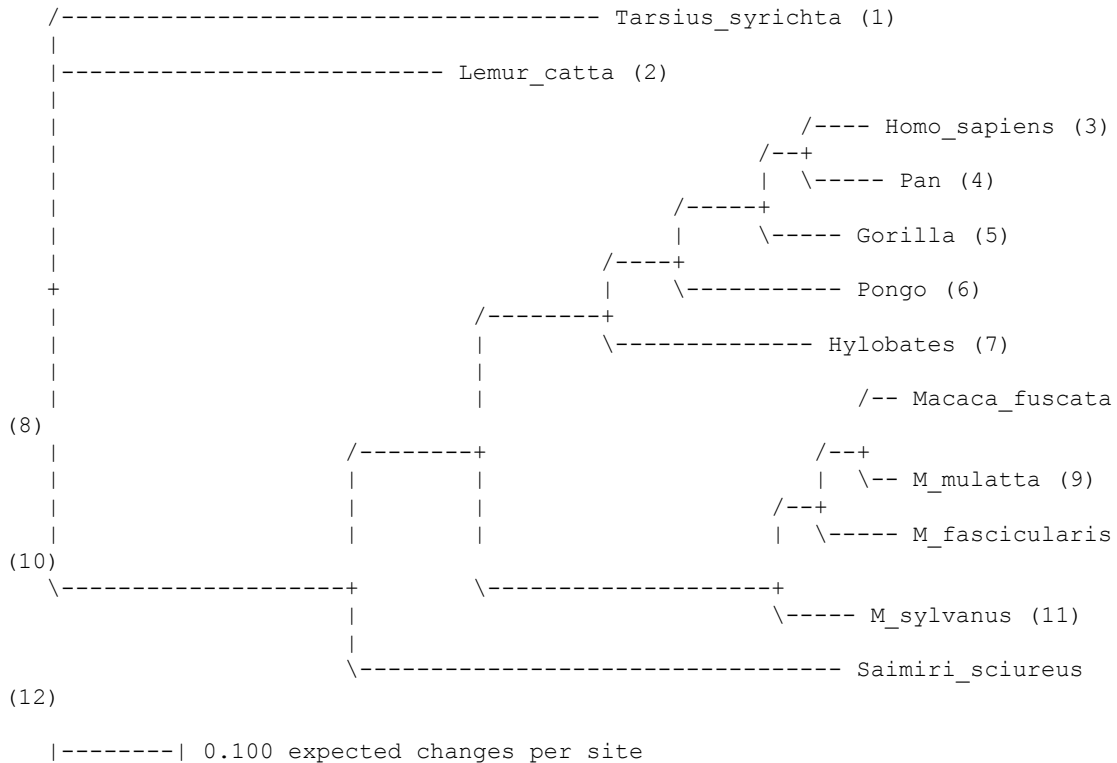 Tarsius_syrichta (1)
Lemur_catta (2)
Homo_sapiens (3)
Pan (4)
Gorilla (5)
Pongo (6)
Hylobates (7)
Macaca_fuscata
(8)
M_mulatta (9)
M_fascicularis
(10)
M_sylvanus (11)
Saimiri_sciureus
(12)
|--------| 0.100 expected changes per site